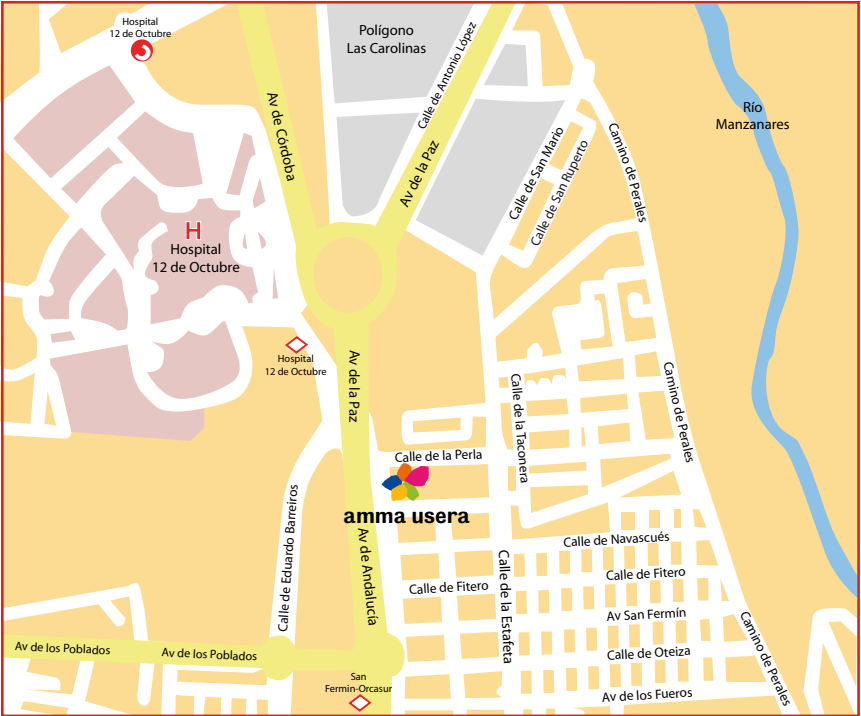 Hospital
12 de Octubre
Polígono
Las Carolinas
Calle de Antonio López
Río
Manzanares
Av de Córdoba
Av de la Paz
Calle de San Mario
Calle de San Ruperto
Camino de Perales
H
Hospital
12 de Octubre
Hospital
12 de Octubre
Av de la Paz
Calle de la Taconera
Camino de Perales
Calle de la Perla
amma usera
Calle de Eduardo Barreiros
Av de Andalucía
Calle de Navascués
Calle de Fitero
Calle de la Estafeta
Calle de Fitero
Av San Fermín
Camino de Perales
Av de los Poblados
Av de los Poblados
Calle de Oteiza
San
Fermin-Orcasur
Av de los Fueros